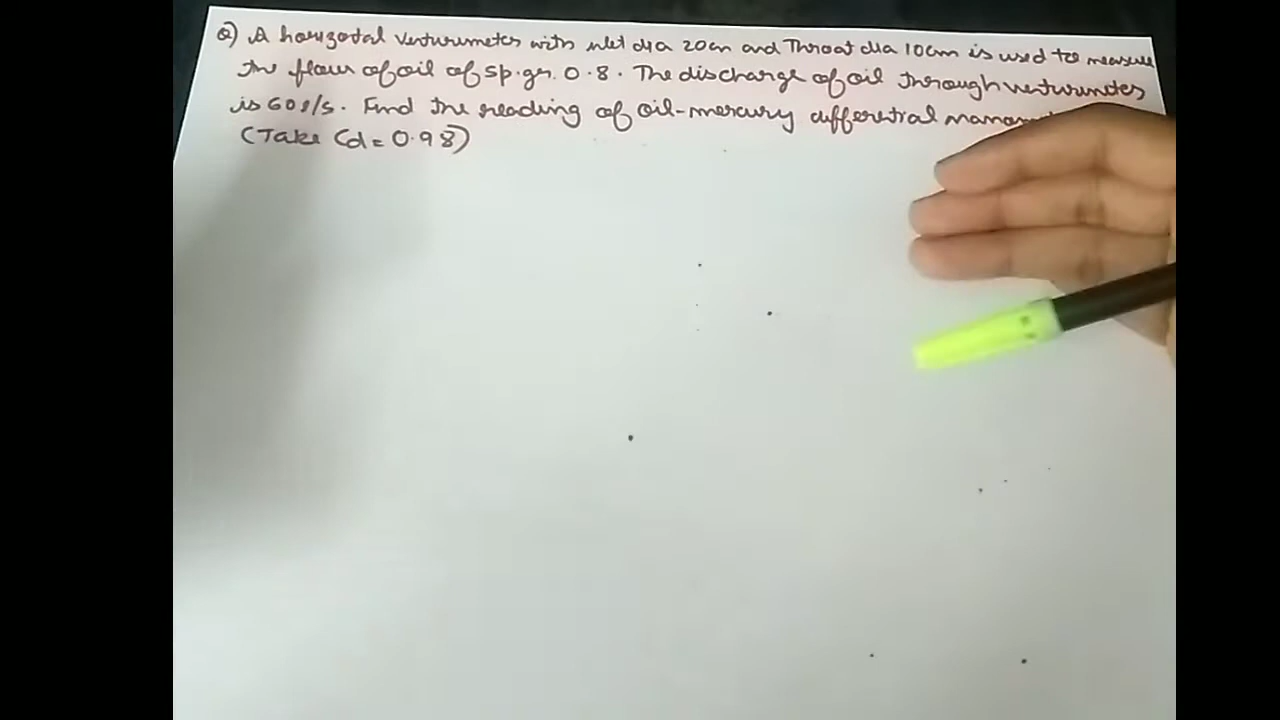 Q) A horizotal Venturimeter with inlet dia 20cm and Throat dia 10cm is used to measure
the flow of oil of sp.gr. 0.8. The discharge of oil through venturimeter
is 60l/s. Find the reading of oil-mercury differential
(Take Cd = 0.98)